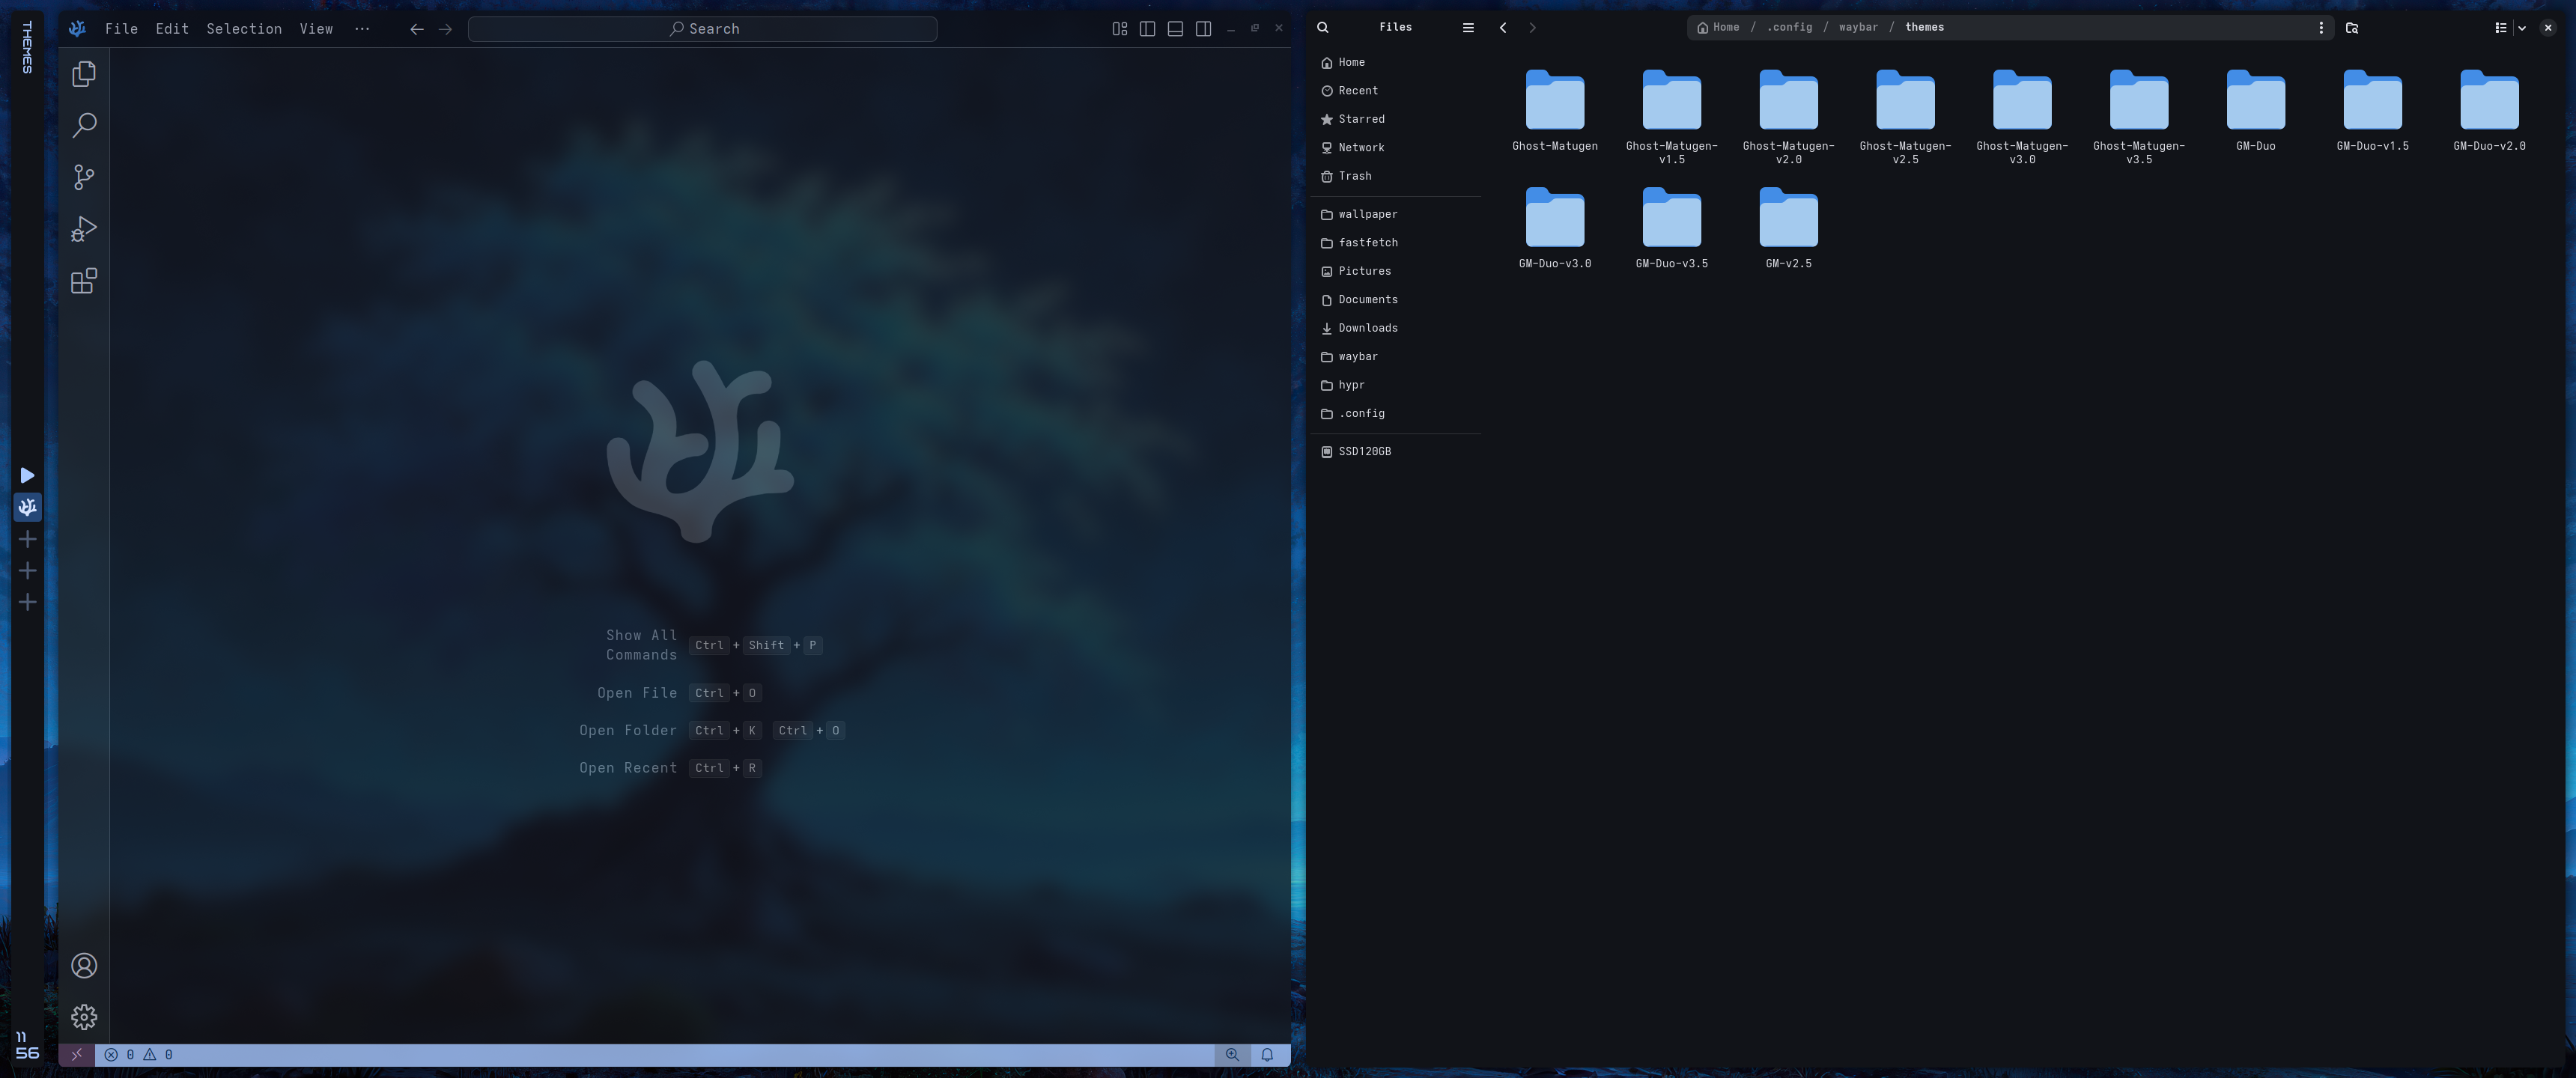 THEMES
11
56
File Edit Selection View ···
Search
Show All
Commands
Ctrl + Shift + P
Open File Ctrl + O
Open Folder Ctrl + K Ctrl + O
Open Recent Ctrl + R
0 0
Files
Home / .config / waybar / themes
Home
Recent
Starred
Network
Trash
wallpaper
fastfetch
Pictures
Documents
Downloads
waybar
hypr
.config
SSD120GB
Ghost-Matugen
Ghost-Matugen-
v1.5
Ghost-Matugen-
v2.0
Ghost-Matugen-
v2.5
Ghost-Matugen-
v3.0
Ghost-Matugen-
v3.5
GM-Duo
GM-Duo-v1.5
GM-Duo-v2.0
GM-Duo-v3.0
GM-Duo-v3.5
GM-v2.5